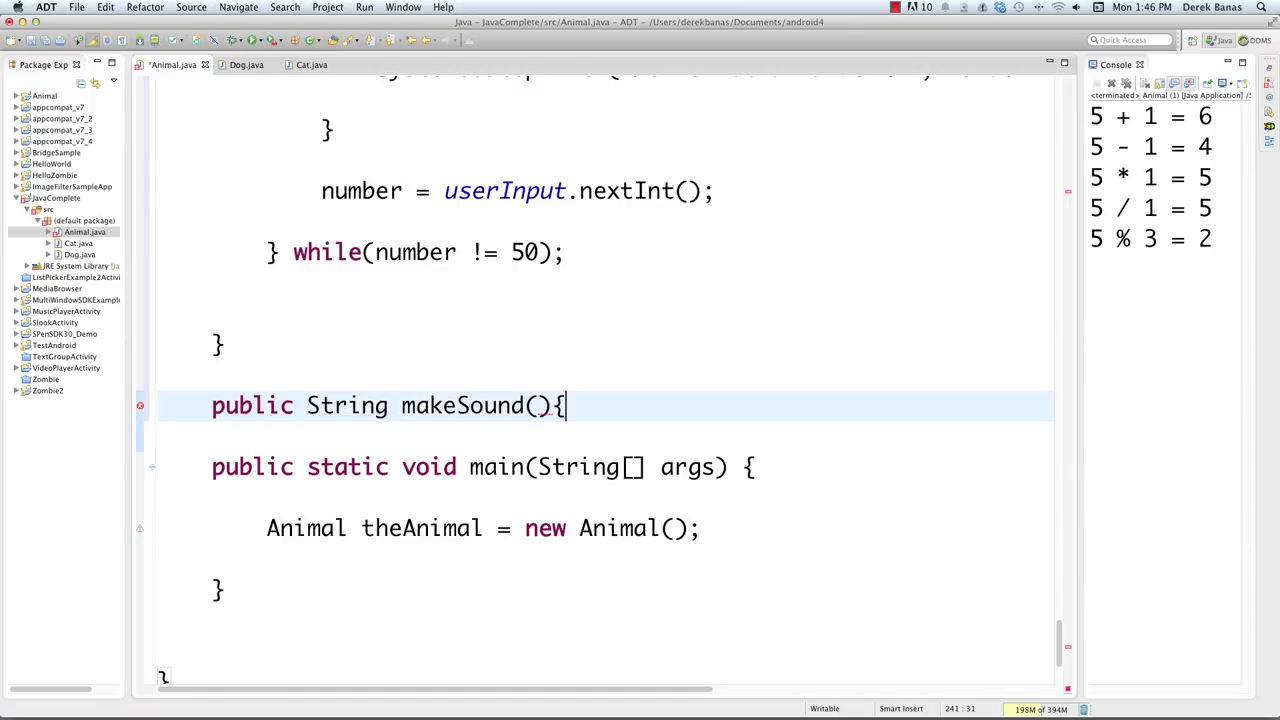 ADT File Edit Refactor Source Navigate Search Project Run Window Help
10 Mon 1:46 PM Derek Banas
Java – JavaComplete/src/Animal.java – ADT – /Users/derekbanas/Documents/android4
Quick Access Java DDMS
Package Exp *Animal.java Dog.java Cat.java Console
<terminated> Animal (1) [Java Application] /S
Animal
appcompat_v7
appcompat_v7_2
appcompat_v7_3
appcompat_v7_4
BridgeSample
HelloWorld
HelloZombie
ImageFilterSampleApp
JavaComplete
src
(default package)
Animal.java
Cat.java
Dog.java
JRE System Library [Ja
ListPickerExample2Activi
MediaBrowser
MultiWindowSDKExample
MusicPlayerActivity
SlookActivity
SPenSDK30_Demo
TestAndroid
TextGroupActivity
VideoPlayerActivity
Zombie
Zombie2
}
number = userInput.nextInt();
} while(number != 50);
}
public String makeSound(){
public static void main(String[] args) {
Animal theAnimal = new Animal();
}
}
5 + 1 = 6
5 - 1 = 4
5 * 1 = 5
5 / 1 = 5
5 % 3 = 2
Writable Smart Insert 241 : 31 198M of 394M